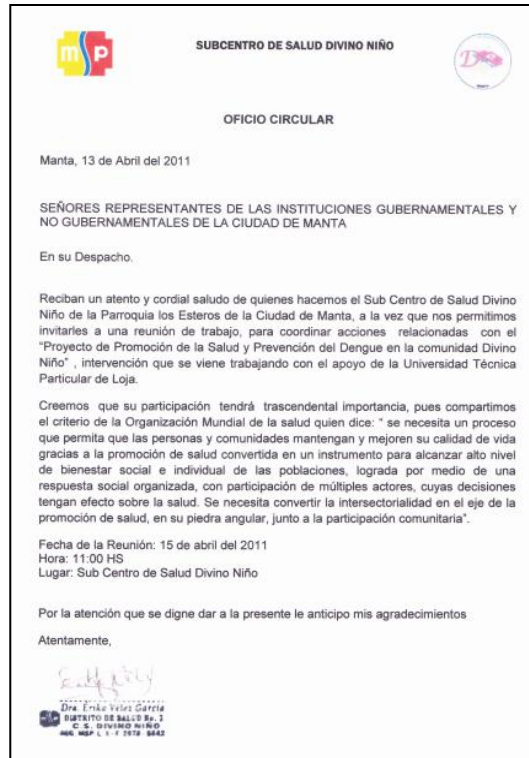 msp
SUBCENTRO DE SALUD DIVINO NIÑO
OFICIO CIRCULAR
Manta, 13 de Abril del 2011
SEÑORES REPRESENTANTES DE LAS INSTITUCIONES GUBERNAMENTALES Y
NO GUBERNAMENTALES DE LA CIUDAD DE MANTA
En su Despacho.
Reciban un atento y cordial saludo de quienes hacemos el Sub Centro de Salud Divino
Niño de la Parroquia los Esteros de la Ciudad de Manta, a la vez que nos permitimos
invitarles a una reunión de trabajo, para coordinar acciones relacionadas con el
"Proyecto de Promoción de la Salud y Prevención del Dengue en la comunidad Divino
Niño" , intervención que se viene trabajando con el apoyo de la Universidad Técnica
Particular de Loja.
Creemos que su participación tendrá trascendental importancia, pues compartimos
el criterio de la Organización Mundial de la salud quien dice: " se necesita un proceso
que permita que las personas y comunidades mantengan y mejoren su calidad de vida
gracias a la promoción de salud convertida en un instrumento para alcanzar alto nivel
de bienestar social e individual de las poblaciones, lograda por medio de una
respuesta social organizada, con participación de múltiples actores, cuyas decisiones
tengan efecto sobre la salud. Se necesita convertir la intersectorialidad en el eje de la
promoción de salud, en su piedra angular, junto a la participación comunitaria".
Fecha de la Reunión: 15 de abril del 2011
Hora: 11:00 HS
Lugar: Sub Centro de Salud Divino Niño
Por la atención que se digne dar a la presente le anticipo mis agradecimientos
Atentamente,
Dra. Erika Velez García
DISTRITO DE SALUD No. 2
C.S. DIVINO NIÑO